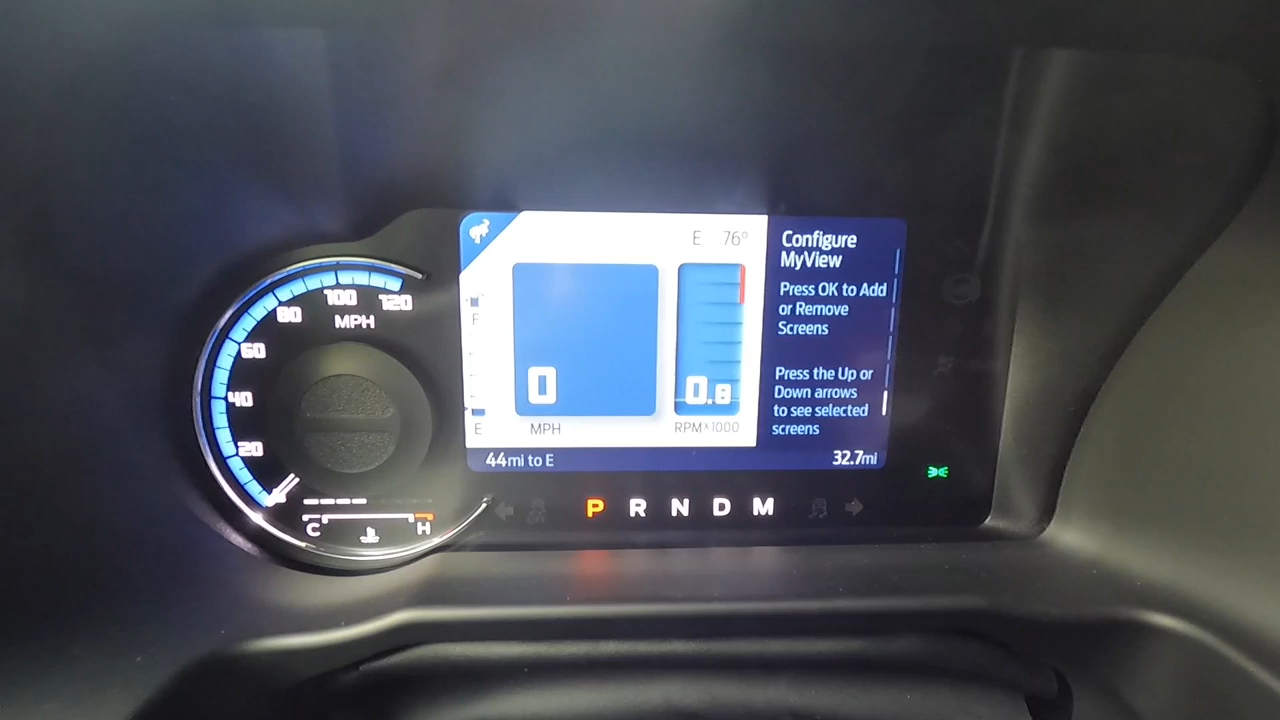 120
100
80
60
40
20
MPH
C H
E 76°
F
E
0
MPH
0.8
RPM×1000
Configure
MyView
Press OK to Add
or Remove
Screens
Press the Up or
Down arrows
to see selected
screens
44mi to E
32.7mi
P R N D M